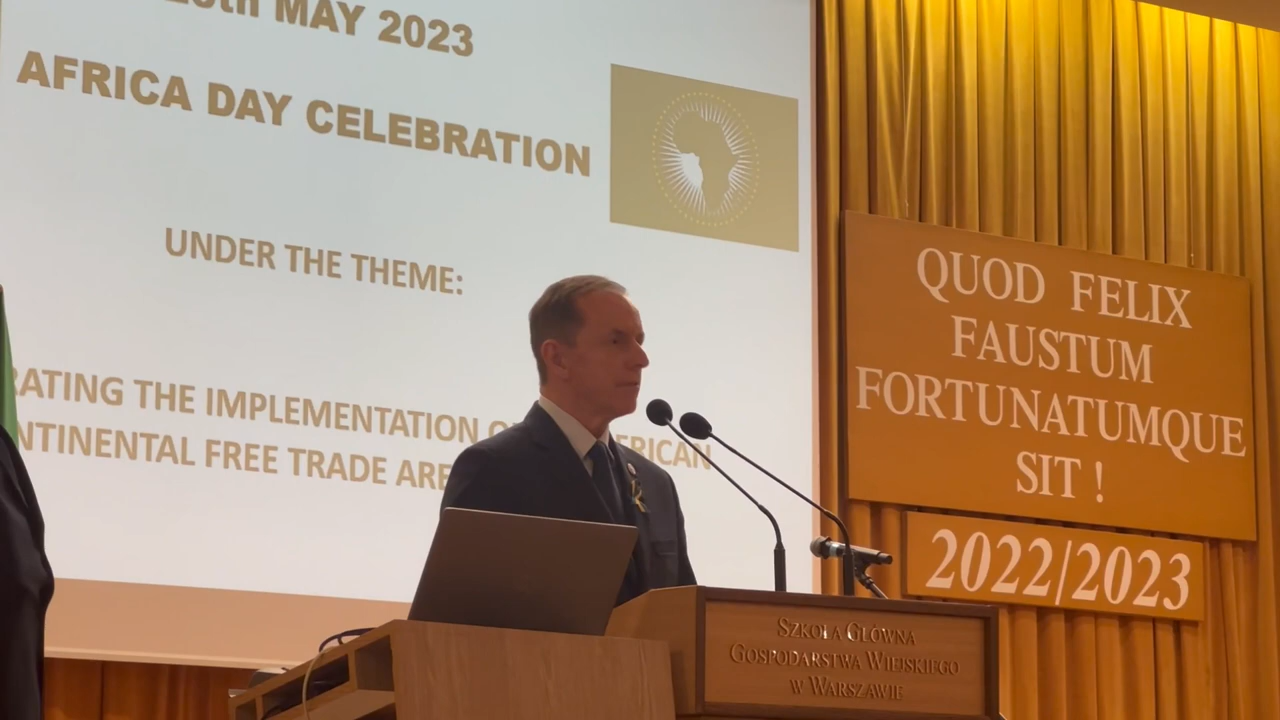 MAY 2023
AFRICA DAY CELEBRATION
UNDER THE THEME:
RATING THE IMPLEMENTATION RICAN
NTINENTAL FREE TRADE ARE
QUOD FELIX
FAUSTUM
FORTUNATUMQUE
SIT !
2022/2023
SZKOŁA GŁÓWNA
GOSPODARSTWA WIEJSKIEGO
W WARSZAWIE